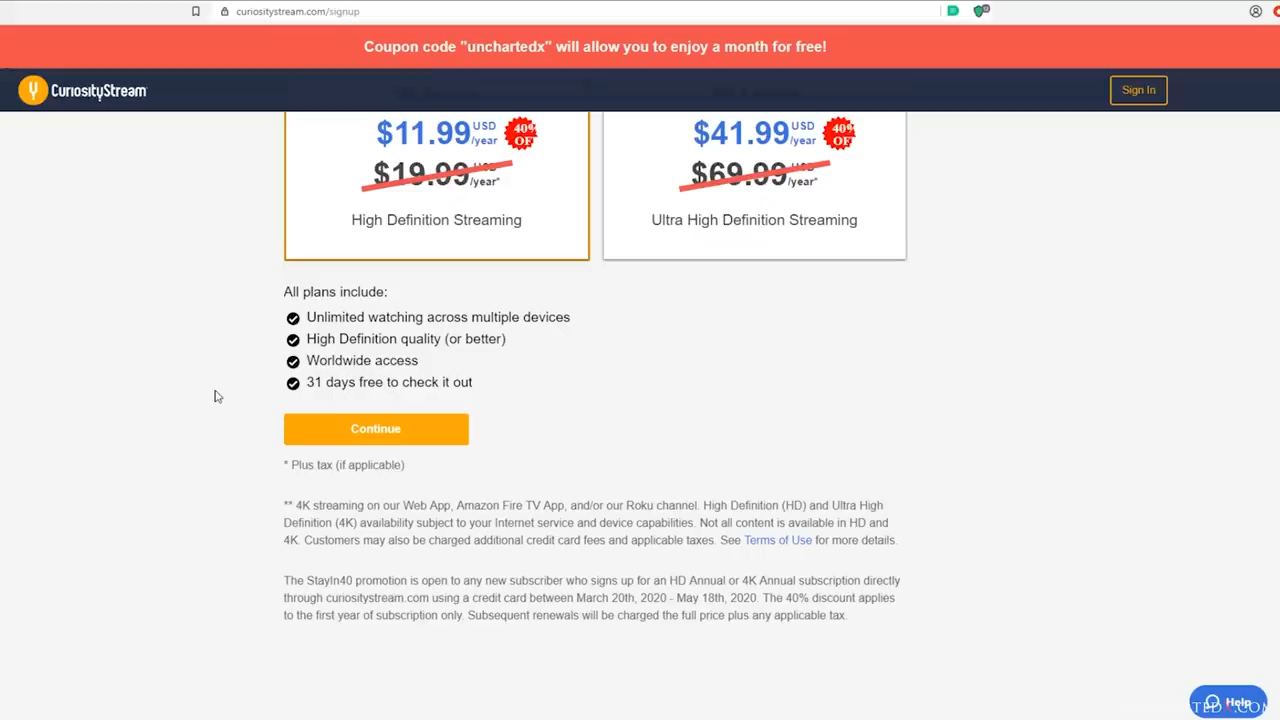 curiositystream.com/signup
Coupon code "unchartedx" will allow you to enjoy a month for free!
CuriosityStream
Sign In
$11.99 USD /year 40% OFF
$41.99 USD /year 40% OFF
$19.99 USD /year*
$69.99 USD /year*
High Definition Streaming
Ultra High Definition Streaming
All plans include:
Unlimited watching across multiple devices
High Definition quality (or better)
Worldwide access
31 days free to check it out
Continue
* Plus tax (if applicable)
** 4K streaming on our Web App, Amazon Fire TV App, and/or our Roku channel. High Definition (HD) and Ultra High
Definition (4K) availability subject to your Internet service and device capabilities. Not all content is available in HD and
4K. Customers may also be charged additional credit card fees and applicable taxes. See Terms of Use for more details.
The StayIn40 promotion is open to any new subscriber who signs up for an HD Annual or 4K Annual subscription directly
through curiositystream.com using a credit card between March 20th, 2020 - May 18th, 2020. The 40% discount applies
to the first year of subscription only. Subsequent renewals will be charged the full price plus any applicable tax.
Help